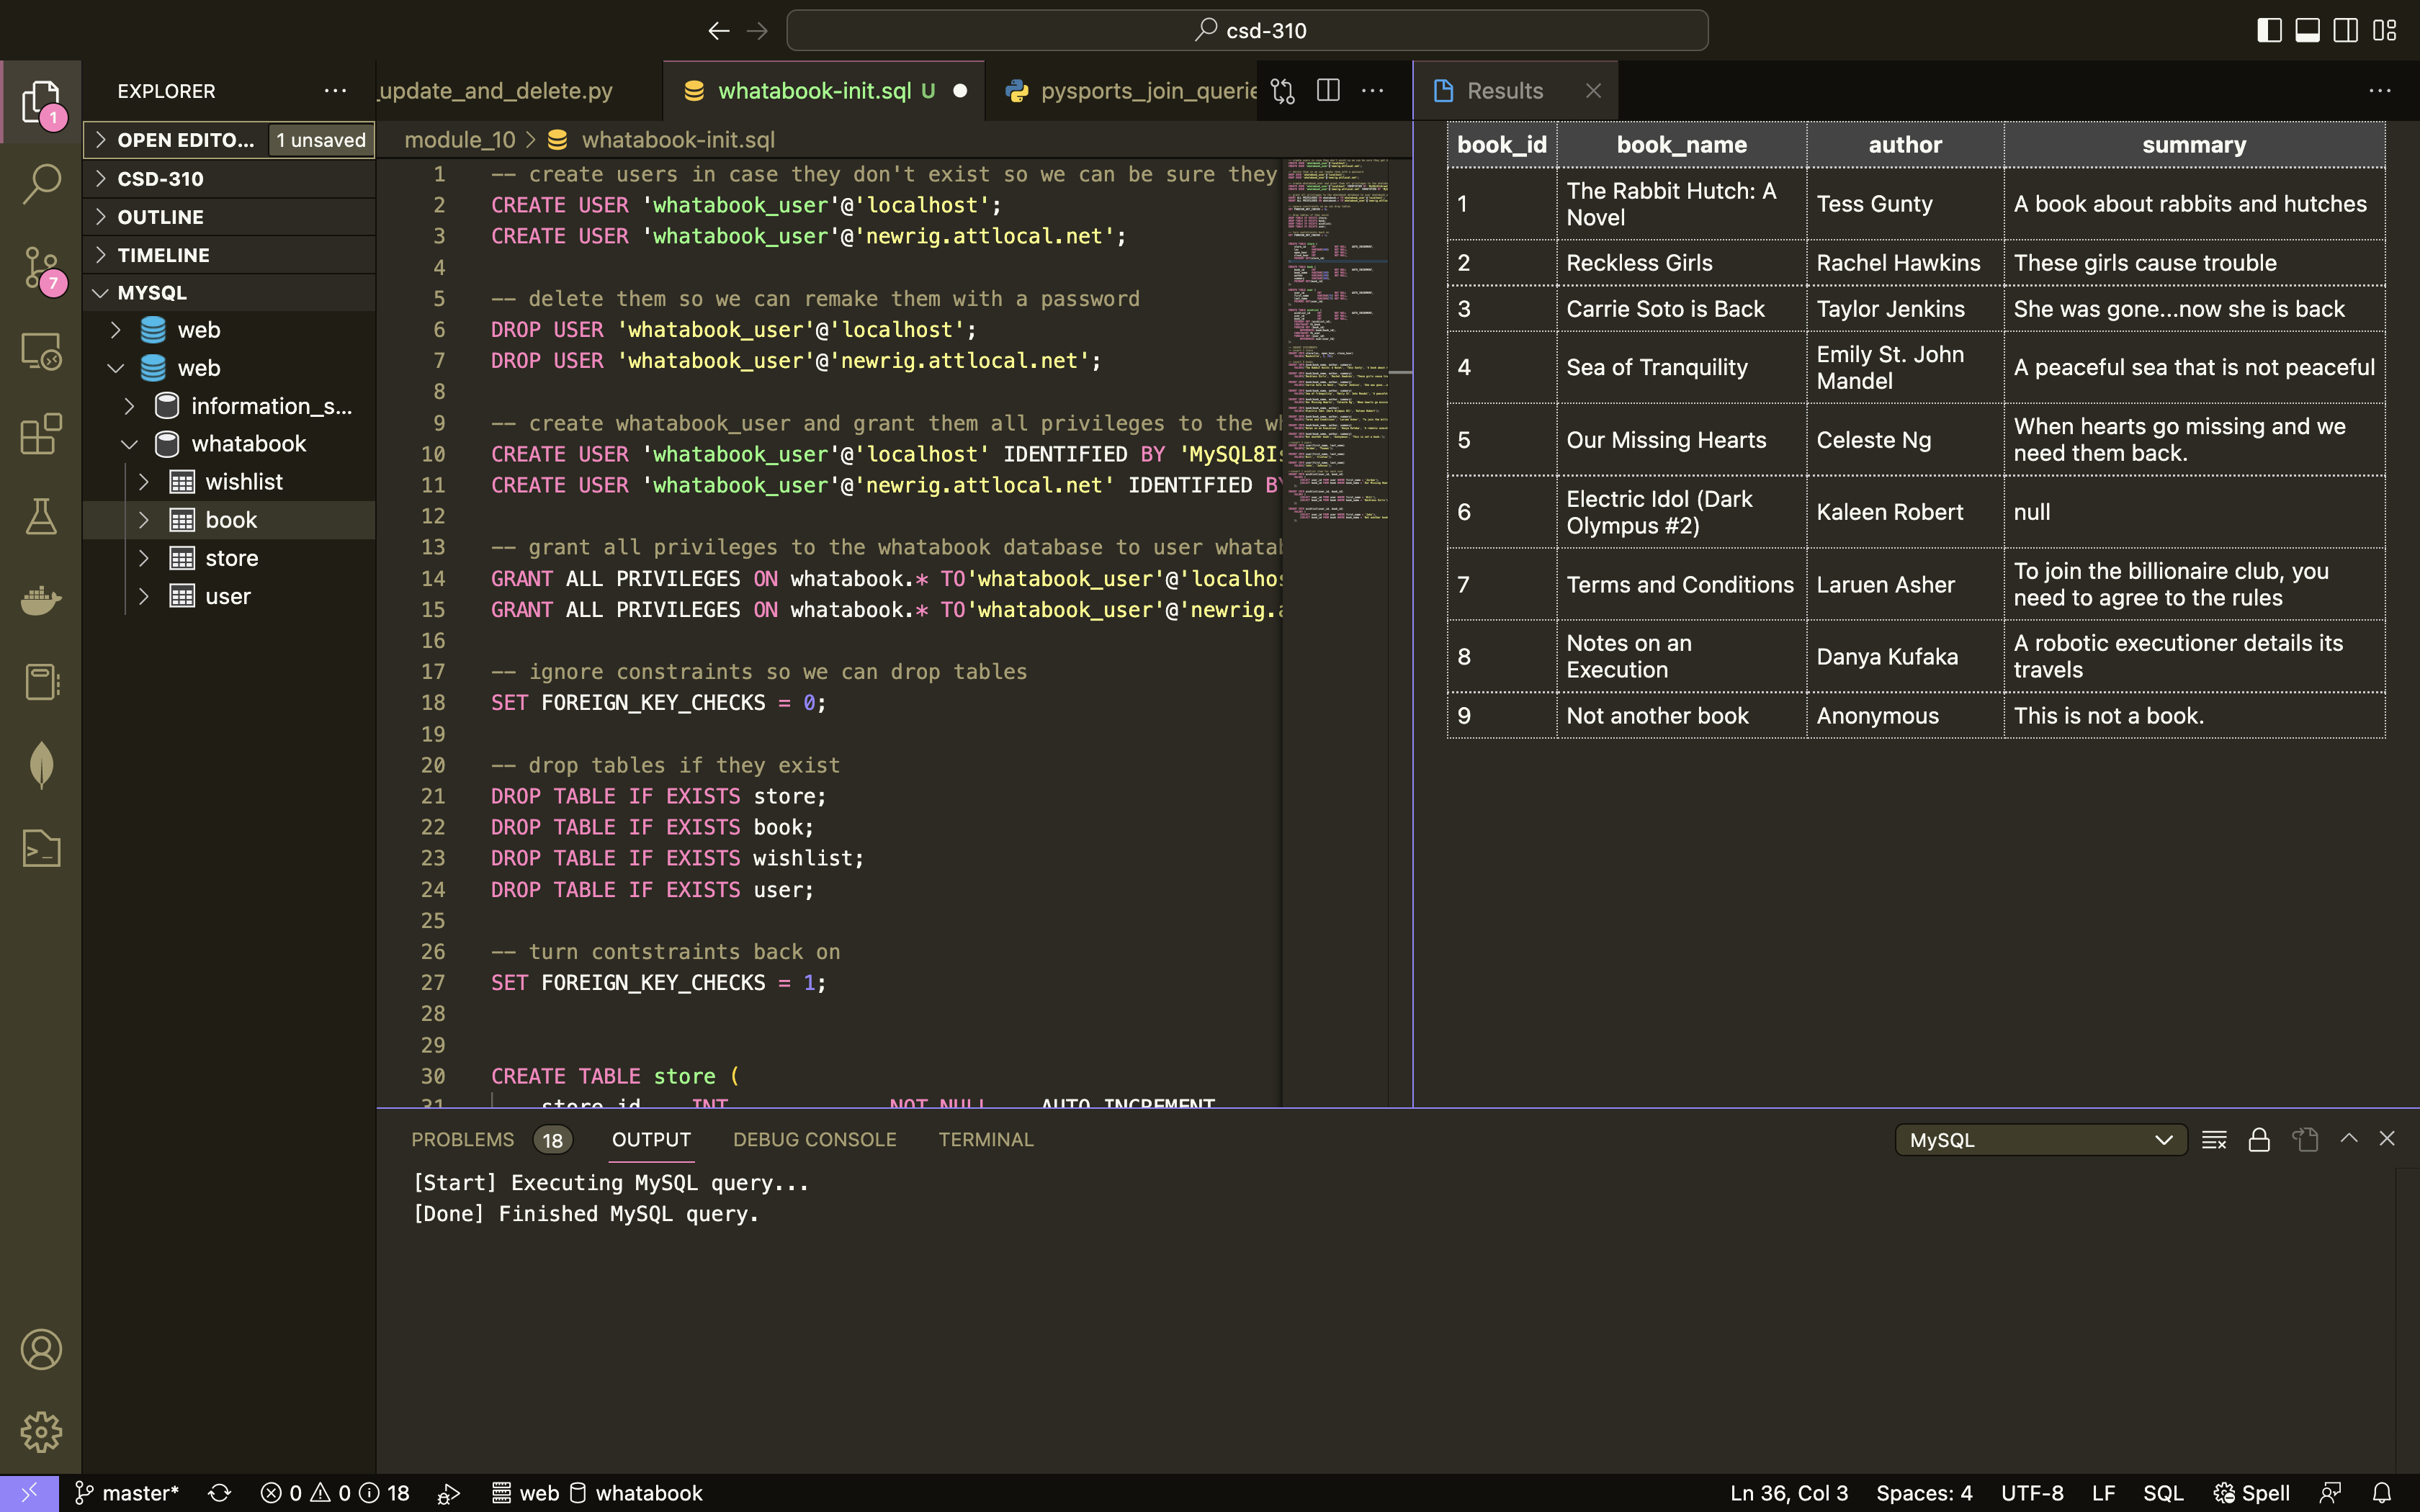 csd-310
EXPLORER
OPEN EDITO... 1 unsaved
CSD-310
OUTLINE
TIMELINE
MYSQL
web
web
information_s...
whatabook
wishlist
book
store
user
1
7
_update_and_delete.py whatabook-init.sql U pysports_join_querie
module_10 > whatabook-init.sql
1 -- create users in case they don't exist so we can be sure they
2 CREATE USER 'whatabook_user'@'localhost';
3 CREATE USER 'whatabook_user'@'newrig.attlocal.net';
4
5 -- delete them so we can remake them with a password
6 DROP USER 'whatabook_user'@'localhost';
7 DROP USER 'whatabook_user'@'newrig.attlocal.net';
8
9 -- create whatabook_user and grant them all privileges to the wh
10 CREATE USER 'whatabook_user'@'localhost' IDENTIFIED BY 'MySQL8Is
11 CREATE USER 'whatabook_user'@'newrig.attlocal.net' IDENTIFIED BY
12
13 -- grant all privileges to the whatabook database to user whatab
14 GRANT ALL PRIVILEGES ON whatabook.* TO'whatabook_user'@'localhos
15 GRANT ALL PRIVILEGES ON whatabook.* TO'whatabook_user'@'newrig.a
16
17 -- ignore constraints so we can drop tables
18 SET FOREIGN_KEY_CHECKS = 0;
19
20 -- drop tables if they exist
21 DROP TABLE IF EXISTS store;
22 DROP TABLE IF EXISTS book;
23 DROP TABLE IF EXISTS wishlist;
24 DROP TABLE IF EXISTS user;
25
26 -- turn contstraints back on
27 SET FOREIGN_KEY_CHECKS = 1;
28
29
30 CREATE TABLE store (
31 store_id INT NOT NULL AUTO_INCREMENT
Results
book_id book_name author summary
1 The Rabbit Hutch: A
Novel Tess Gunty A book about rabbits and hutches
2 Reckless Girls Rachel Hawkins These girls cause trouble
3 Carrie Soto is Back Taylor Jenkins She was gone...now she is back
4 Sea of Tranquility Emily St. John
Mandel A peaceful sea that is not peaceful
5 Our Missing Hearts Celeste Ng When hearts go missing and we
need them back.
6 Electric Idol (Dark
Olympus #2) Kaleen Robert null
7 Terms and Conditions Laruen Asher To join the billionaire club, you
need to agree to the rules
8 Notes on an
Execution Danya Kufaka A robotic executioner details its
travels
9 Not another book Anonymous This is not a book.
PROBLEMS 18 OUTPUT DEBUG CONSOLE TERMINAL MySQL
[Start] Executing MySQL query...
[Done] Finished MySQL query.
master* 0 0 18 web whatabook Ln 36, Col 3 Spaces: 4 UTF-8 LF SQL Spell